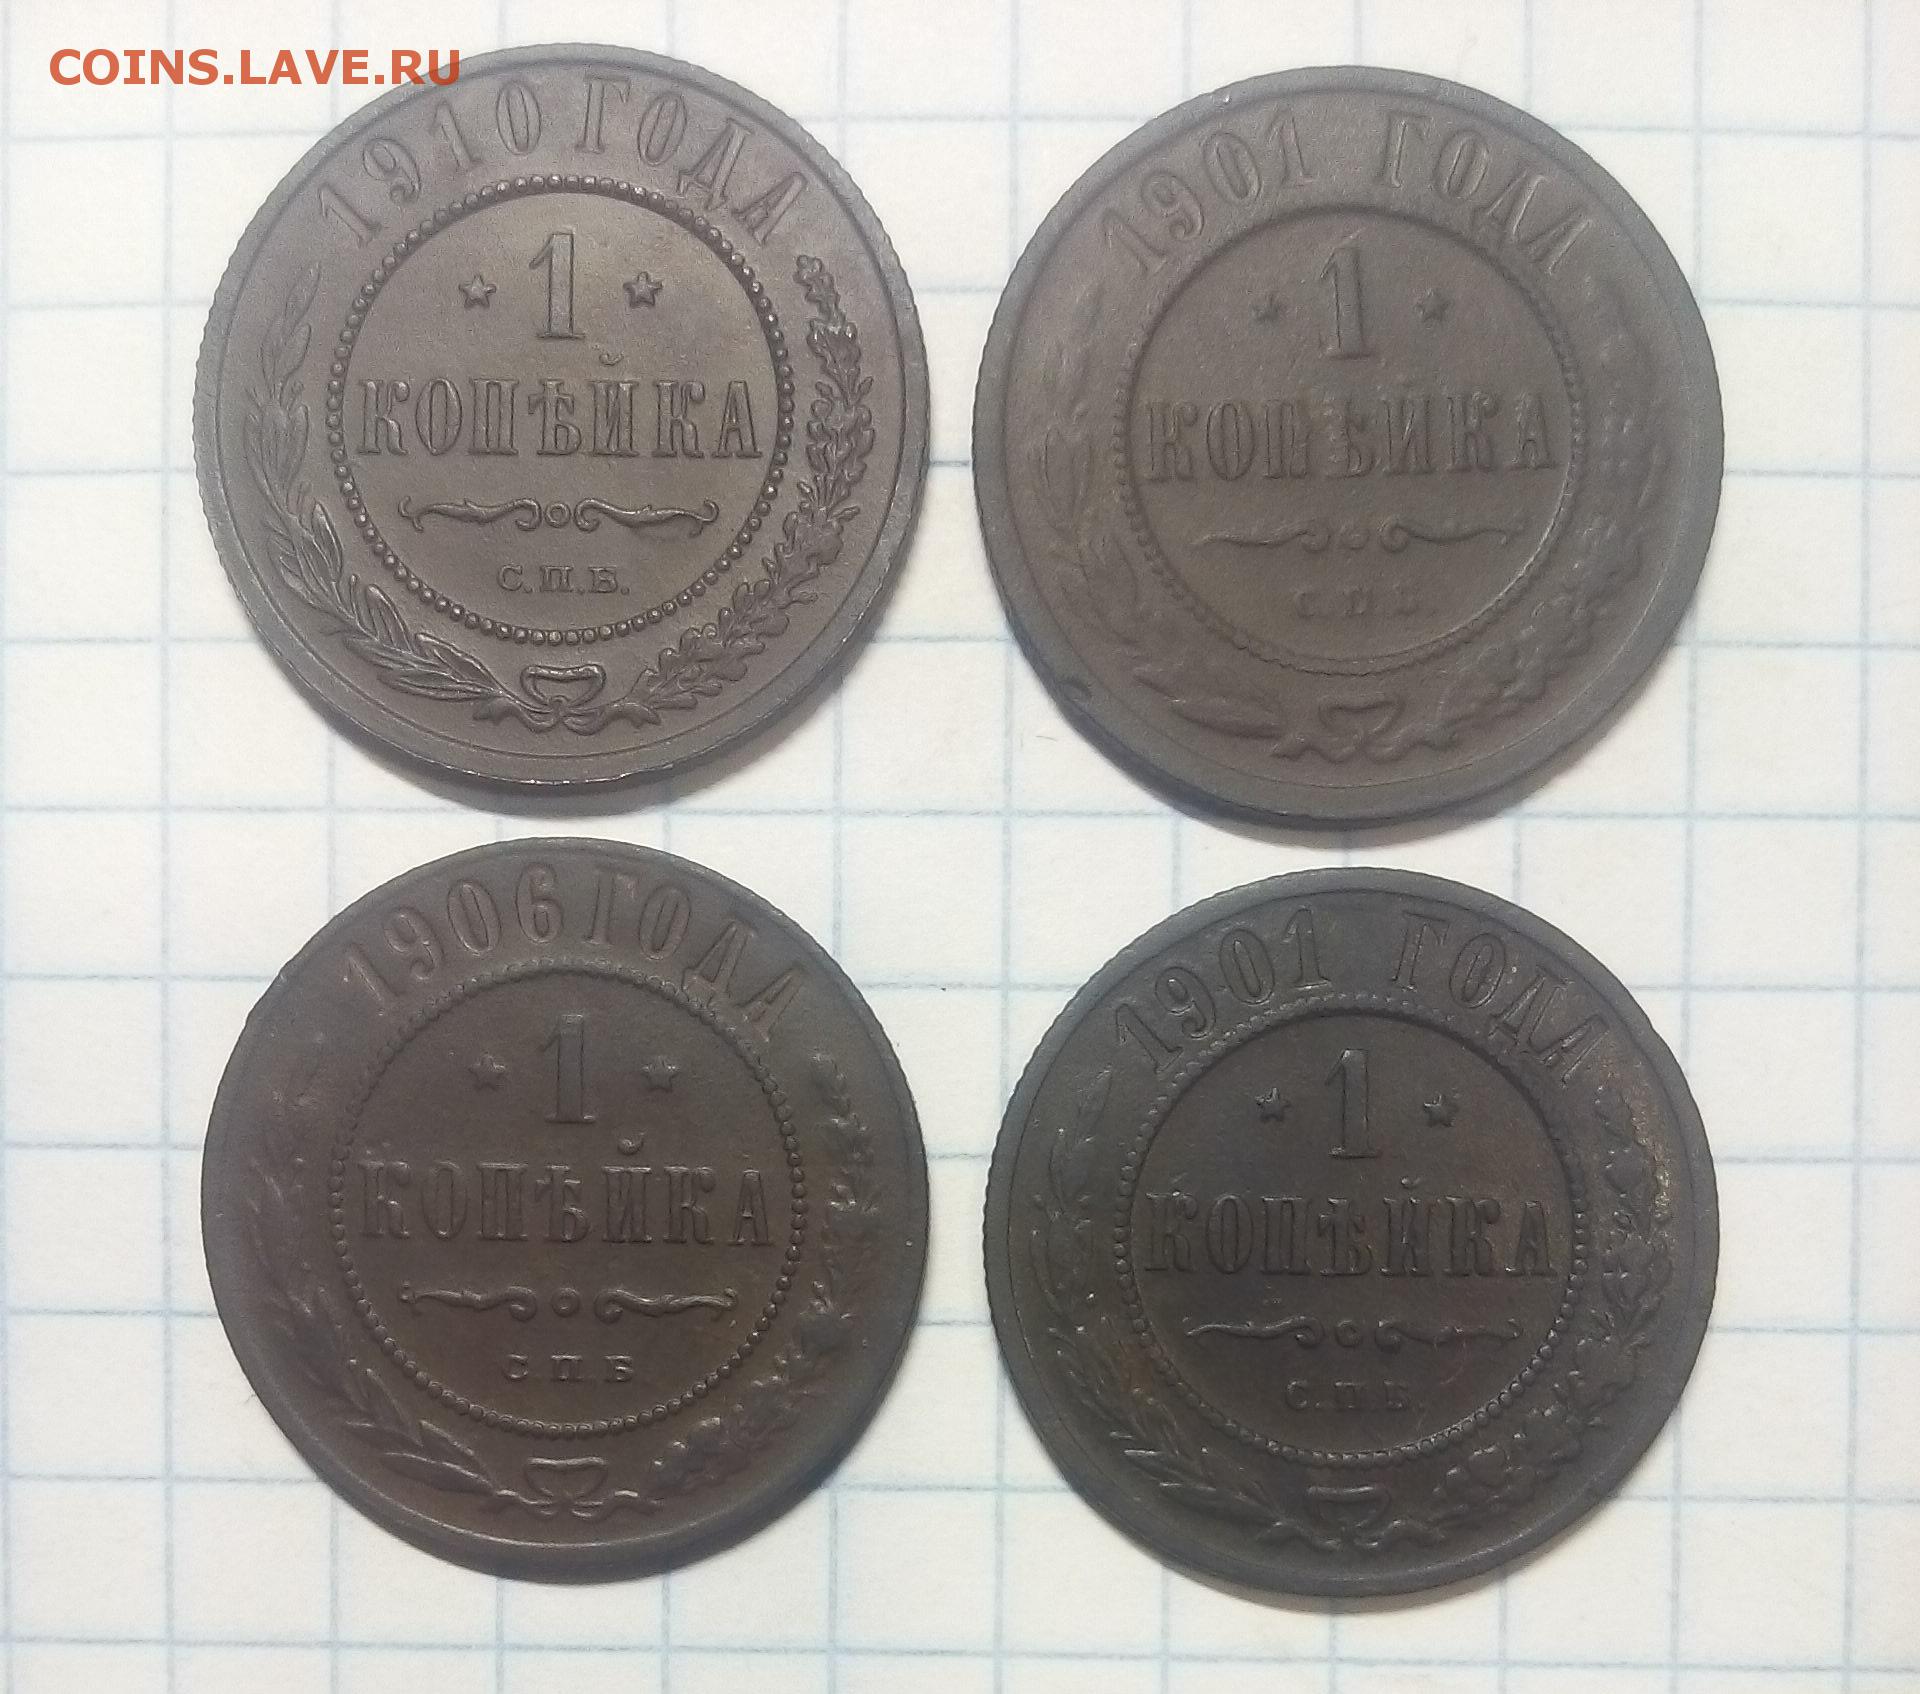 COINS.LAVE.RU
1910 ГОДА
1
КОПѢЙКА
С.П.Б.
1901 ГОДА
1
КОПѢЙКА
С.П.Б.
1906 ГОДА
1
КОПѢЙКА
С.П.Б
1901 ГОДА
1
КОПѢЙКА
С.П.Б.